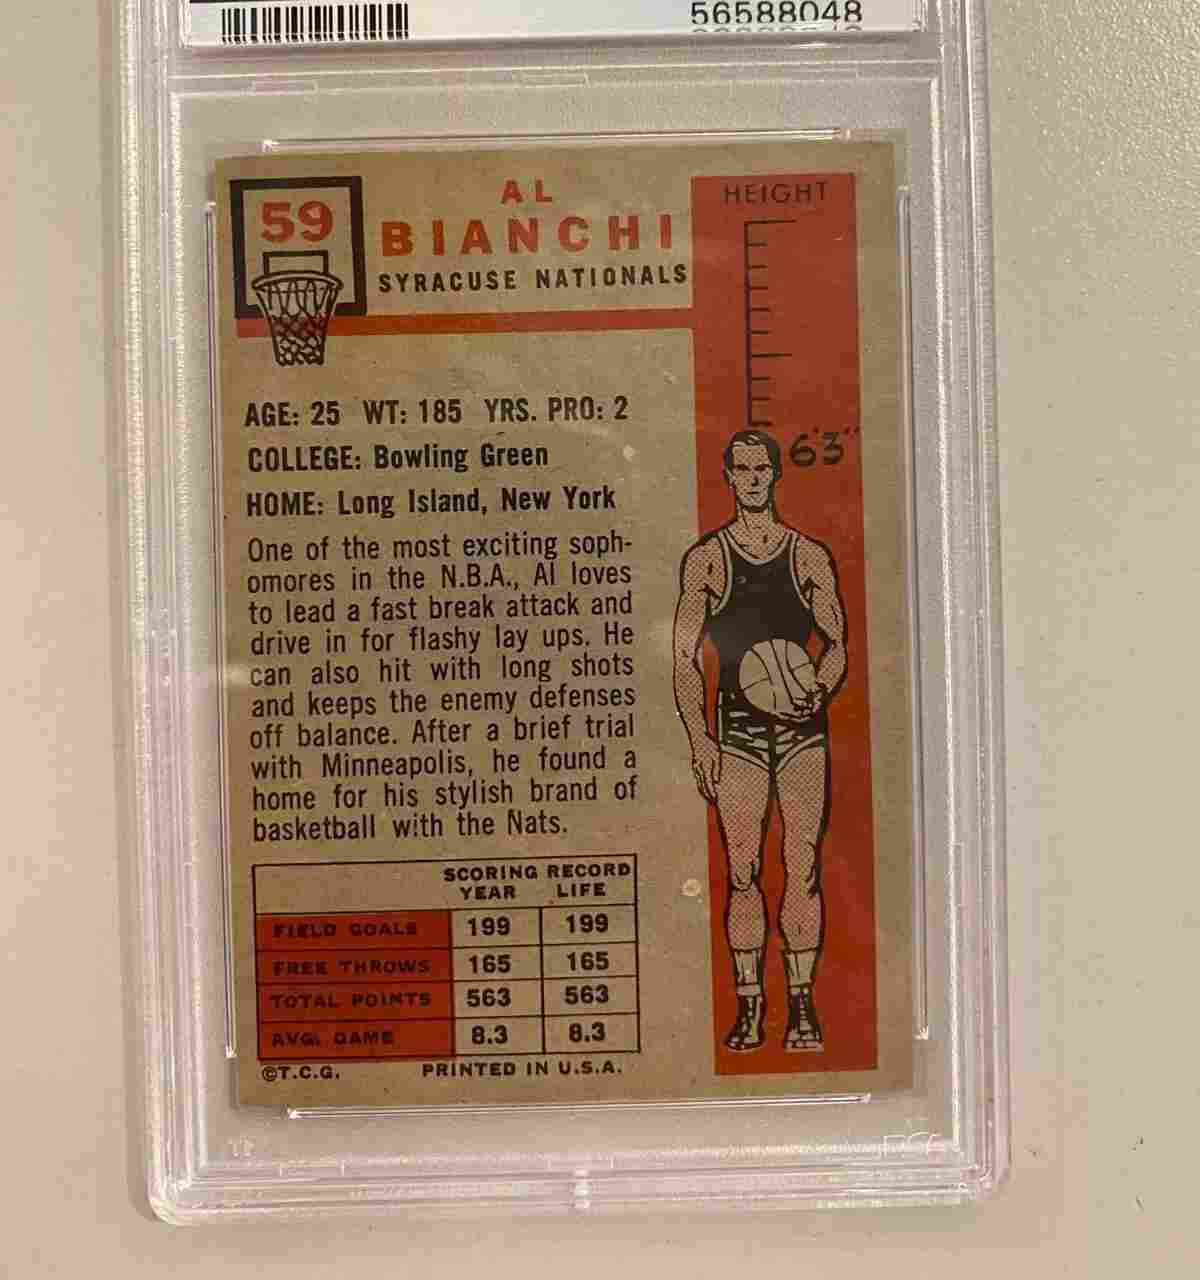 56588048
59
AL
BIANCHI
SYRACUSE NATIONALS
HEIGHT
6'3"
AGE: 25 WT: 185 YRS. PRO: 2
COLLEGE: Bowling Green
HOME: Long Island, New York
One of the most exciting soph-
omores in the N.B.A., Al loves
to lead a fast break attack and
drive in for flashy lay ups. He
can also hit with long shots
and keeps the enemy defenses
off balance. After a brief trial
with Minneapolis, he found a
home for his stylish brand of
basketball with the Nats.
SCORING RECORD
YEAR LIFE
FIELD GOALS 199 199
FREE THROWS 165 165
TOTAL POINTS 563 563
AVG. GAME 8.3 8.3
©T.C.G. PRINTED IN U.S.A.